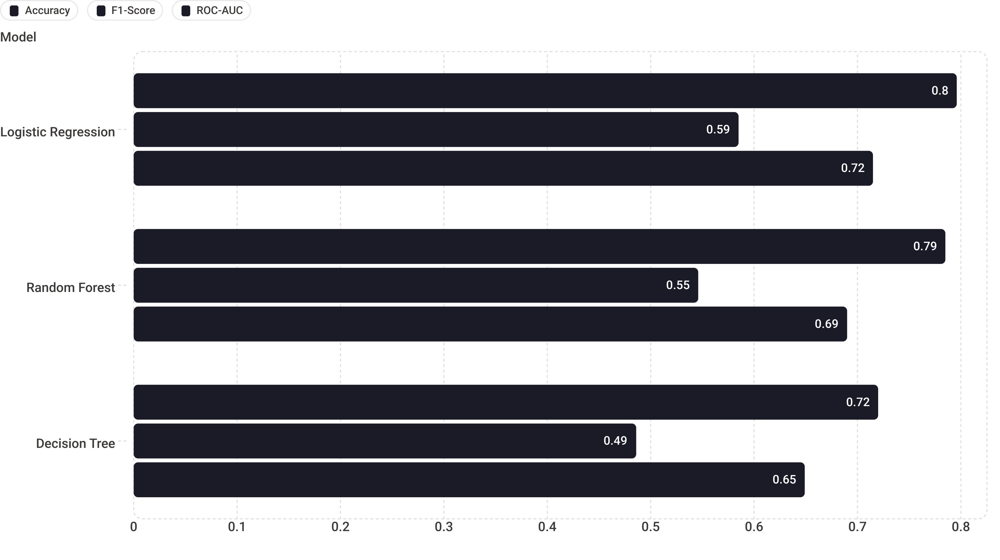 Accuracy F1-Score ROC-AUC
Model
0.8
0.59
Logistic Regression
0.72
0.79
0.55
Random Forest
0.69
0.72
0.49
Decision Tree
0.65
0 0.1 0.2 0.3 0.4 0.5 0.6 0.7 0.8